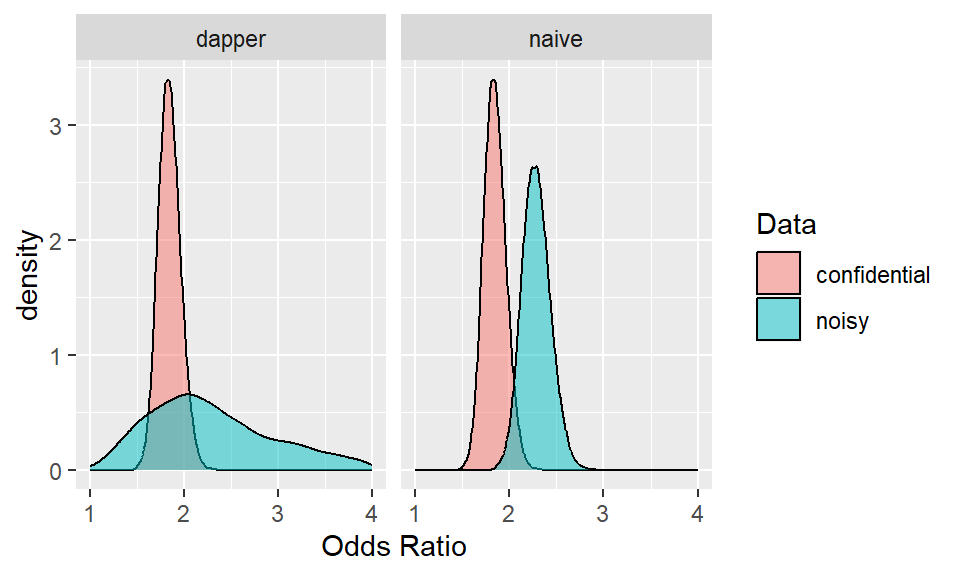 dapper
naive
density
3
2
1
0
1 2 3 4
1 2 3 4
Odds Ratio
Data
confidential
noisy